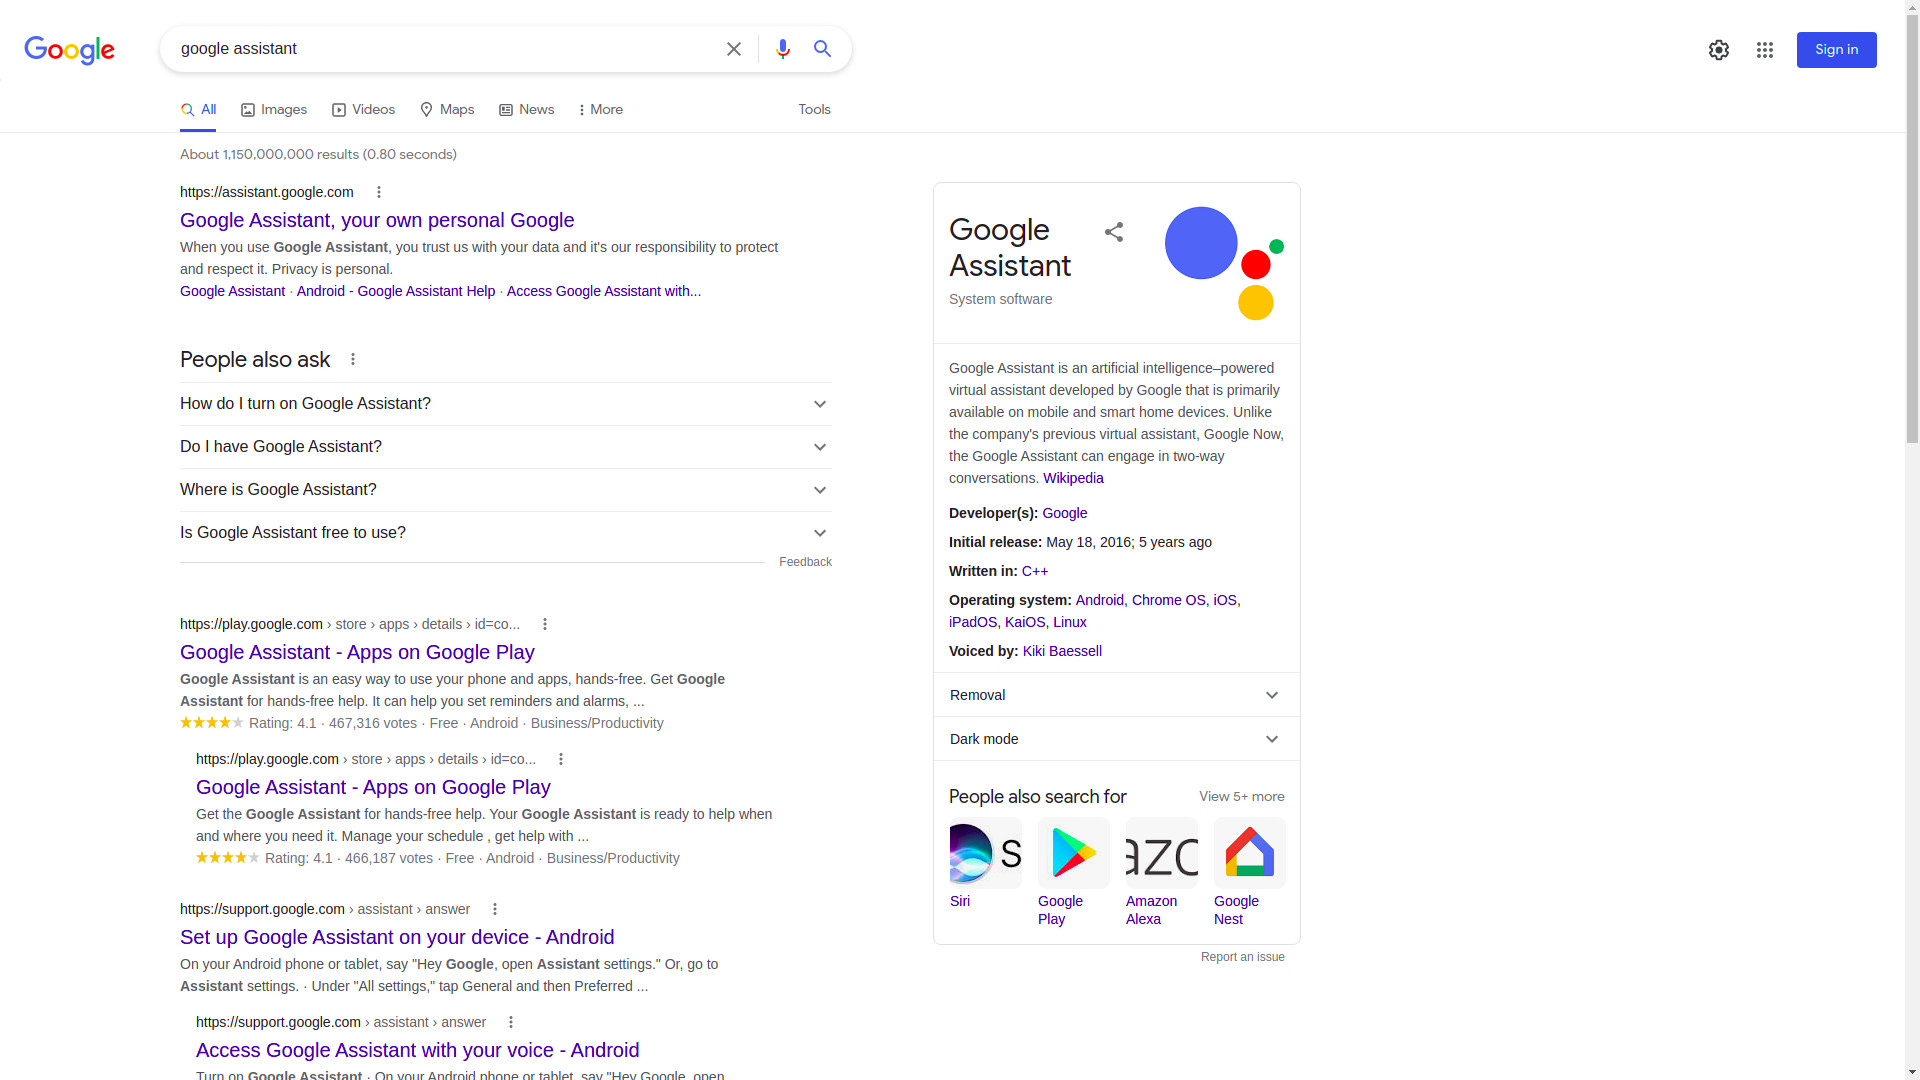 Google
google assistant
Sign in
All
Images
Videos
Maps
News
More
Tools
About 1,150,000,000 results (0.80 seconds)
https://assistant.google.com
Google Assistant, your own personal Google
When you use Google Assistant, you trust us with your data and it's our responsibility to protect
and respect it. Privacy is personal.
Google Assistant · Android - Google Assistant Help · Access Google Assistant with...
People also ask
How do I turn on Google Assistant?
Do I have Google Assistant?
Where is Google Assistant?
Is Google Assistant free to use?
Feedback
https://play.google.com › store › apps › details › id=co...
Google Assistant - Apps on Google Play
Google Assistant is an easy way to use your phone and apps, hands-free. Get Google
Assistant for hands-free help. It can help you set reminders and alarms, ...
Rating: 4.1 · 467,316 votes · Free · Android · Business/Productivity
https://play.google.com › store › apps › details › id=co...
Google Assistant - Apps on Google Play
Get the Google Assistant for hands-free help. Your Google Assistant is ready to help when
and where you need it. Manage your schedule , get help with ...
Rating: 4.1 · 466,187 votes · Free · Android · Business/Productivity
https://support.google.com › assistant › answer
Set up Google Assistant on your device - Android
On your Android phone or tablet, say "Hey Google, open Assistant settings." Or, go to
Assistant settings. · Under "All settings," tap General and then Preferred ...
https://support.google.com › assistant › answer
Access Google Assistant with your voice - Android
Turn on Google Assistant · On your Android phone or tablet, say "Hey Google, open
Google
Assistant
System software
Google Assistant is an artificial intelligence–powered
virtual assistant developed by Google that is primarily
available on mobile and smart home devices. Unlike
the company's previous virtual assistant, Google Now,
the Google Assistant can engage in two-way
conversations. Wikipedia
Developer(s): Google
Initial release: May 18, 2016; 5 years ago
Written in: C++
Operating system: Android, Chrome OS, iOS,
iPadOS, KaiOS, Linux
Voiced by: Kiki Baessell
Removal
Dark mode
People also search for
View 5+ more
S
azo
Siri
Google
Play
Amazon
Alexa
Google
Nest
Report an issue